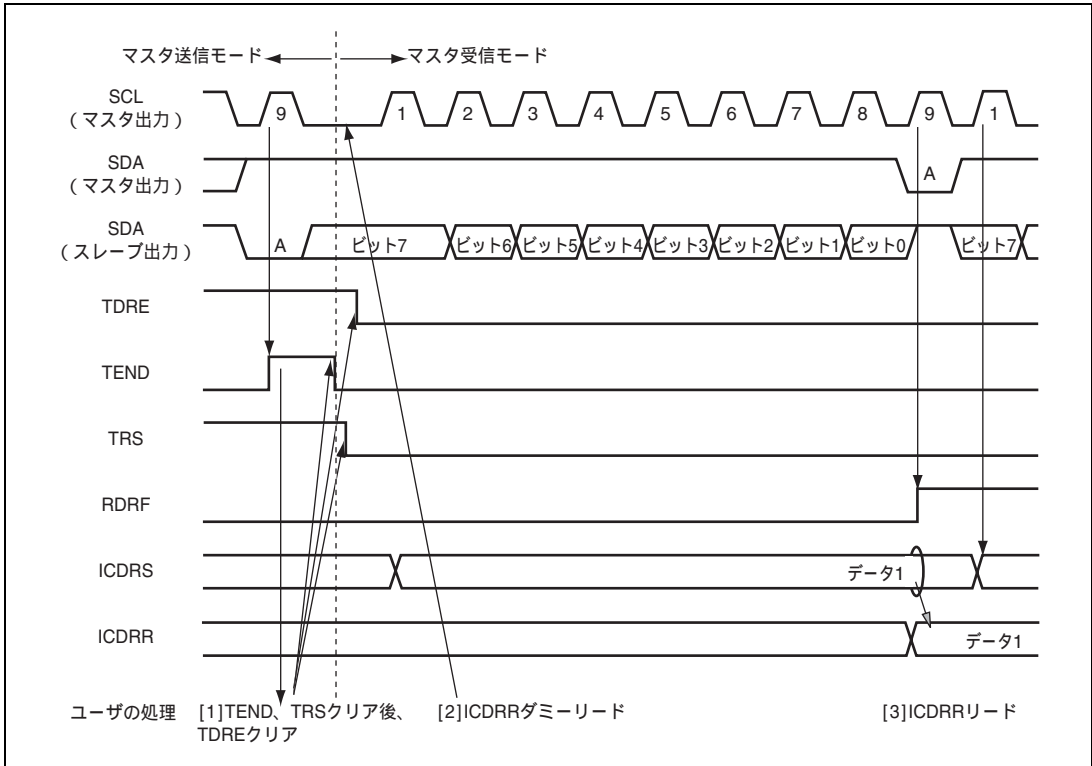 マスタ送信モード マスタ受信モード
SCL
(マスタ出力)
9 1 2 3 4 5 6 7 8 9 1
SDA
(マスタ出力)
A
SDA
(スレーブ出力)
A ビット7 ビット6 ビット5 ビット4 ビット3 ビット2 ビット1 ビット0 ビット7
TDRE
TEND
TRS
RDRF
ICDRS
データ1
ICDRR
データ1
ユーザの処理 [1]TEND、TRSクリア後、 [2]ICDRRダミーリード [3]ICDRRリード
TDREクリア